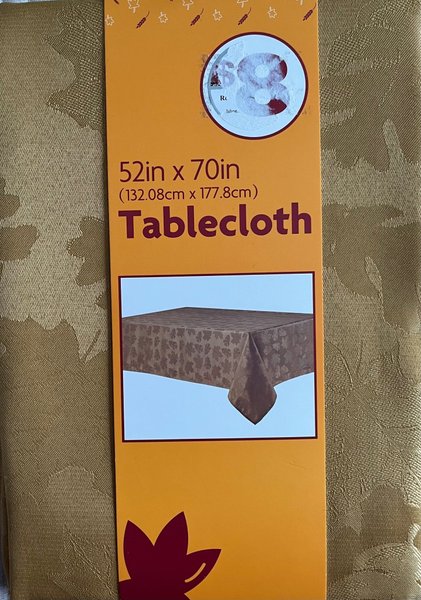 $8
52in x 70in
(132.08cm x 177.8cm)
Tablecloth